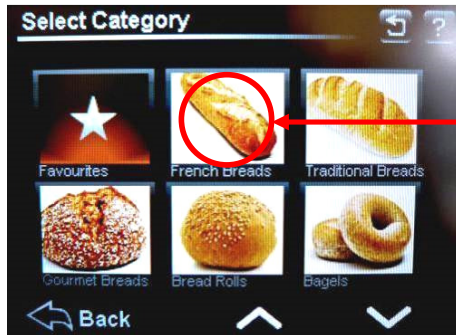 Select Category
?
Favourites French Breads Traditional Breads
Gourmet Breads Bread Rolls Bagels
Back